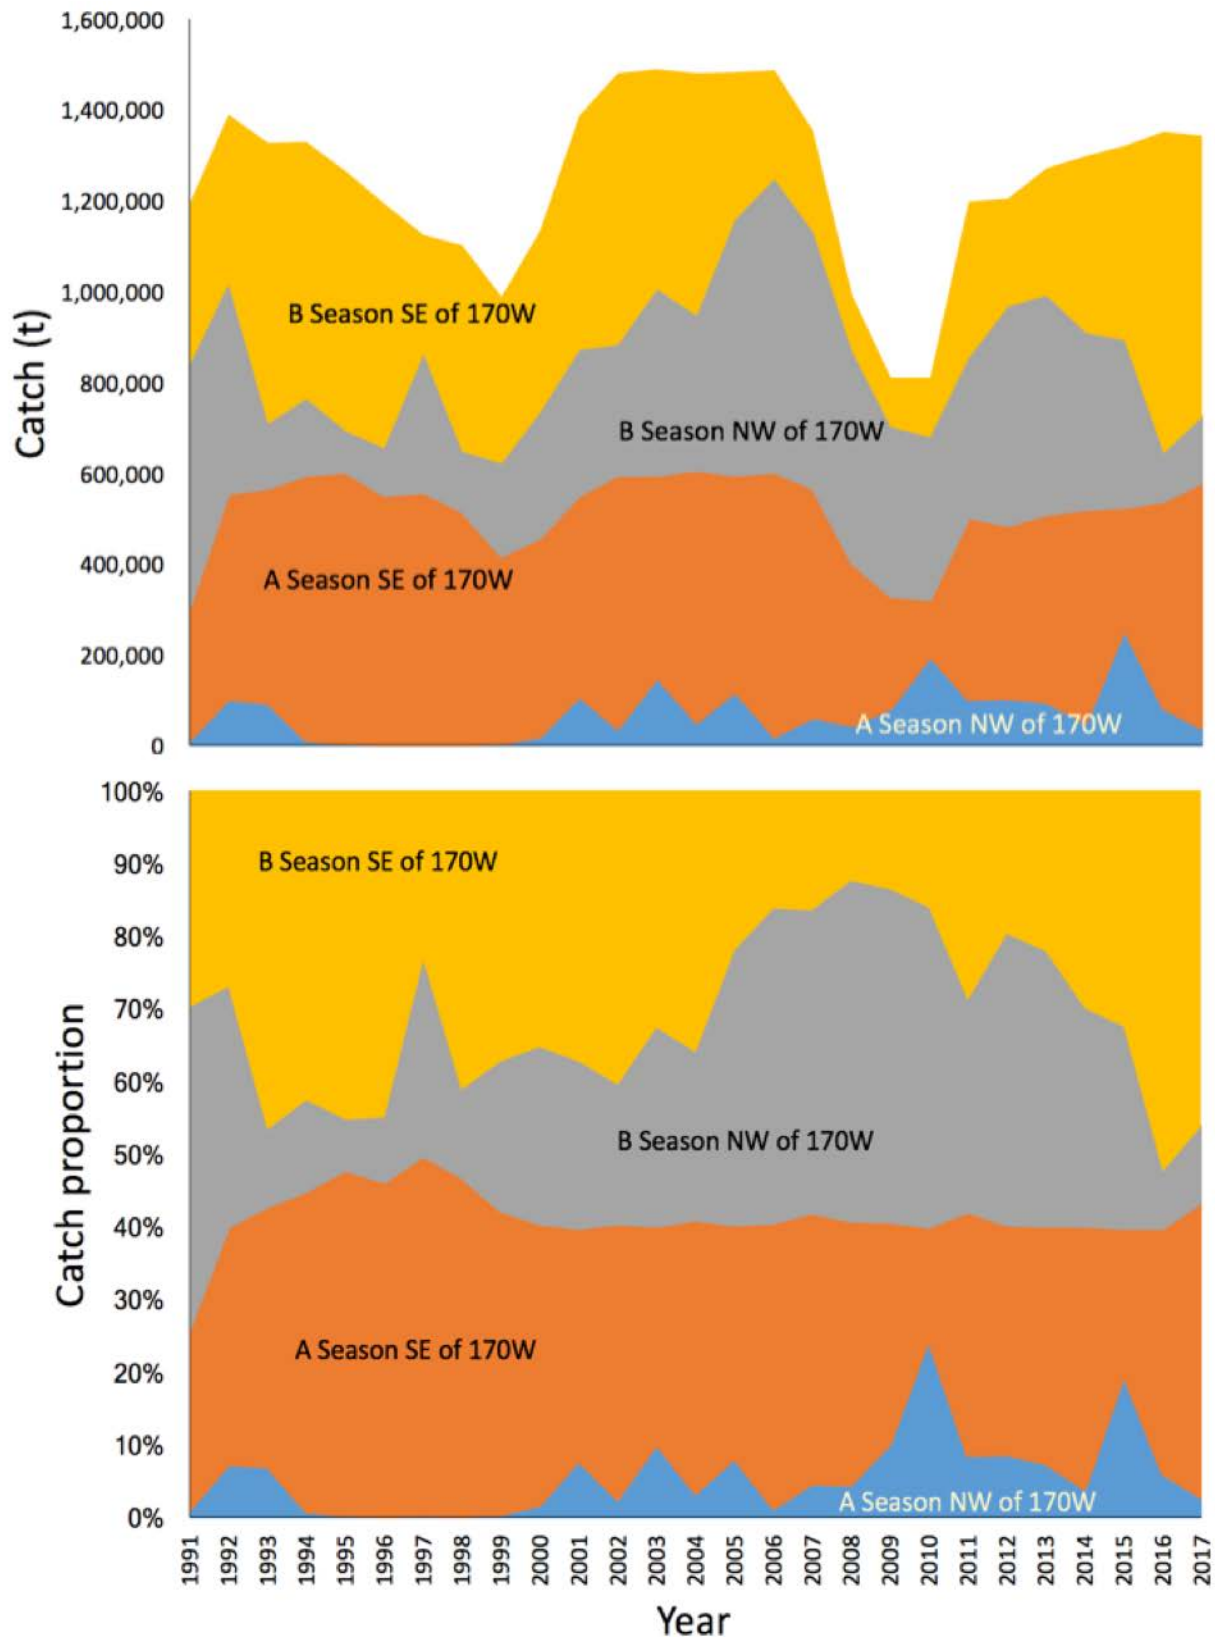 1,600,000
1,400,000
1,200,000
1,000,000
800,000
600,000
400,000
200,000
0
Catch (t)
B Season SE of 170W
B Season NW of 170W
A Season SE of 170W
A Season NW of 170W
100%
90%
80%
70%
60%
50%
40%
30%
20%
10%
0%
Catch proportion
B Season SE of 170W
B Season NW of 170W
A Season SE of 170W
A Season NW of 170W
1991 1992 1993 1994 1995 1996 1997 1998 1999 2000 2001 2002 2003 2004 2005 2006 2007 2008 2009 2010 2011 2012 2013 2014 2015 2016 2017
Year